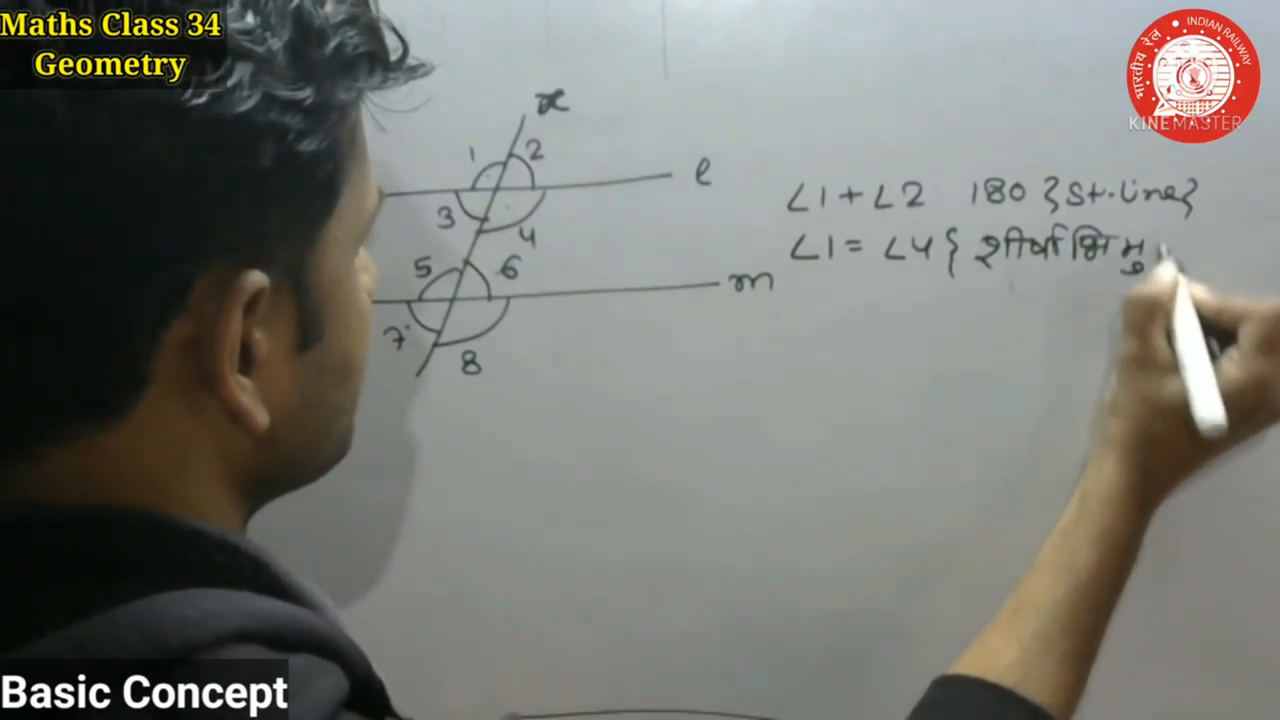 Maths Class 34
Geometry
भारतीय रेल
INDIAN RAILWAY
KINEMASTER
x
1
2
l
3
4
5
6
m
7
8
∠1 + ∠2 180 {St. line}
∠1 = ∠4 { शीर्षाभिमु
Basic Concept